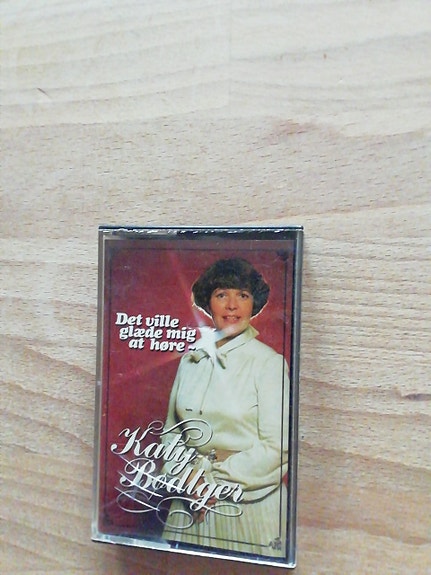 Det ville
glæde mig
at høre...
Katy
Bødtger